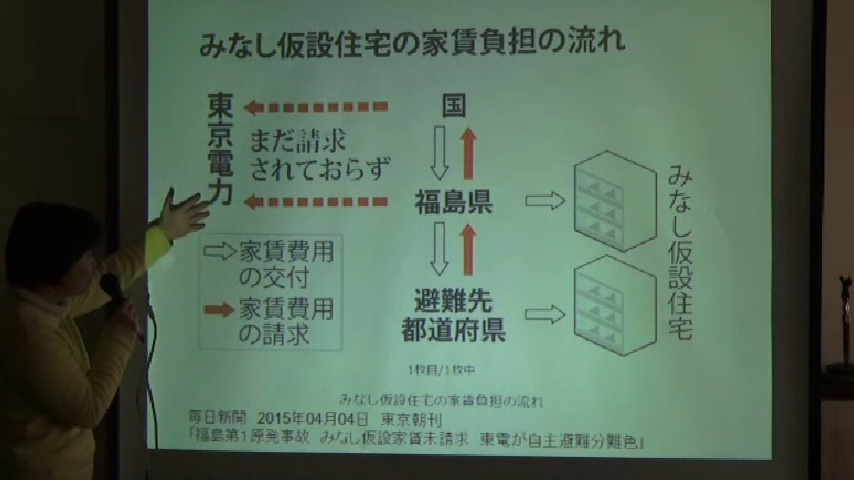 みなし仮設住宅の家賃負担の流れ
東京電力
国
まだ請求
されておらず
福島県
みなし仮設住宅
家賃費用
の交付
家賃費用
の請求
避難先
都道府県
1枚目/1枚中
みなし仮設住宅の家賃負担の流れ
毎日新聞 2015年04月04日 東京朝刊
「福島第1原発事故 みなし仮設家賃未請求 東電が自主避難分難色」